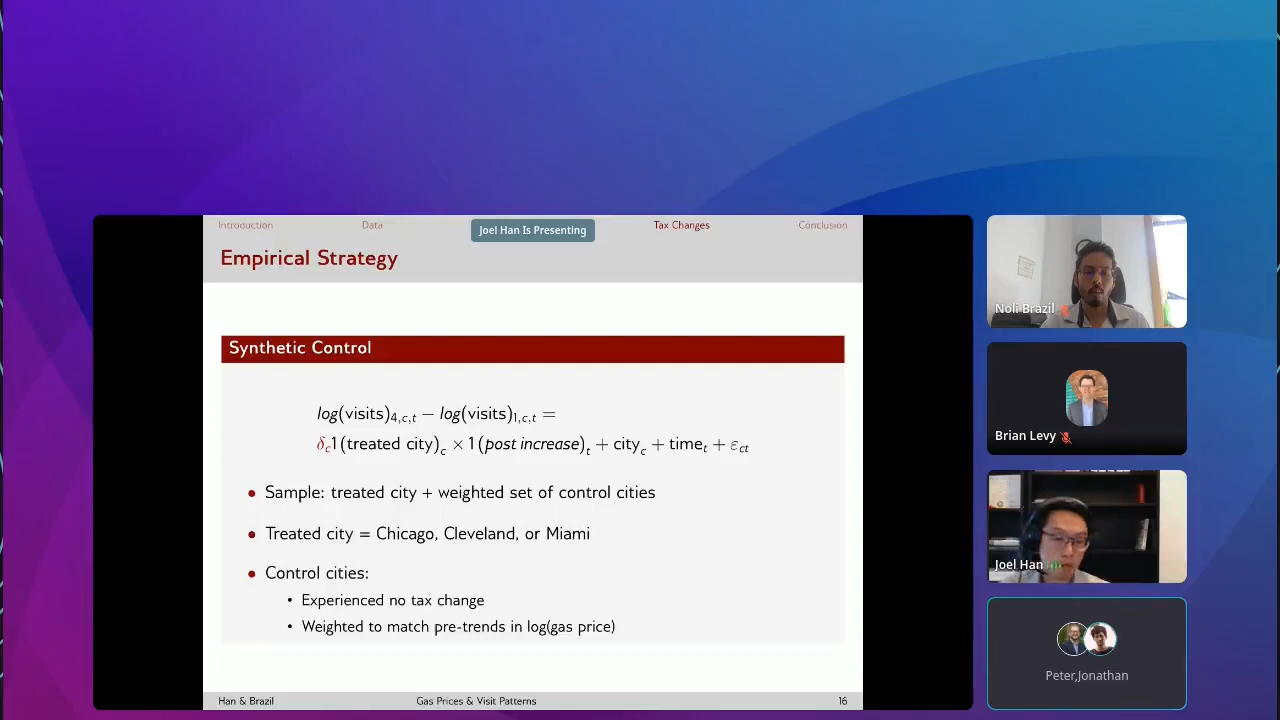 Introduction Data Joel Han Is Presenting Tax Changes Conclusion
Empirical Strategy
Synthetic Control
log(visits)₄,c,t − log(visits)₁,c,t =
δc1(treated city)c × 1(post increase)t + cityc + timet + εct
• Sample: treated city + weighted set of control cities
• Treated city = Chicago, Cleveland, or Miami
• Control cities:
• Experienced no tax change
• Weighted to match pre-trends in log(gas price)
Han & Brazil Gas Prices & Visit Patterns 16
Noli Brazil
Brian Levy
Joel Han
Peter,Jonathan